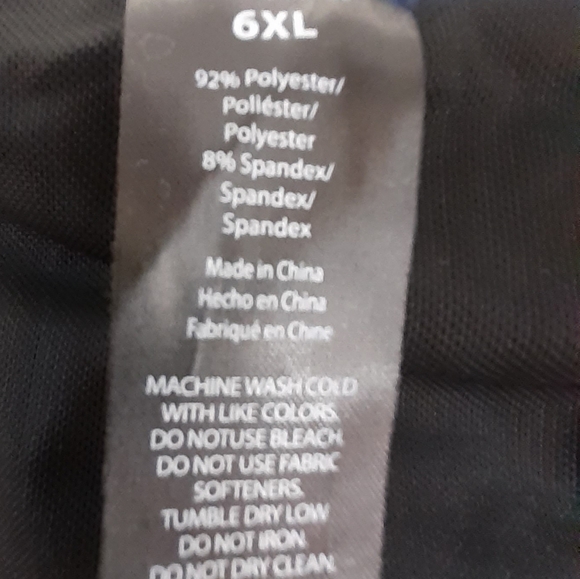 6XL
92% Polyester/
Poliéster/
Polyester
8% Spandex/
Spandex/
Spandex
Made in China
Hecho en China
Fabriqué en Chine
MACHINE WASH COLD
WITH LIKE COLORS.
DO NOTUSE BLEACH.
DO NOT USE FABRIC
SOFTENERS.
TUMBLE DRY LOW
DO NOT IRON.
DO NOT DRY CLEAN.